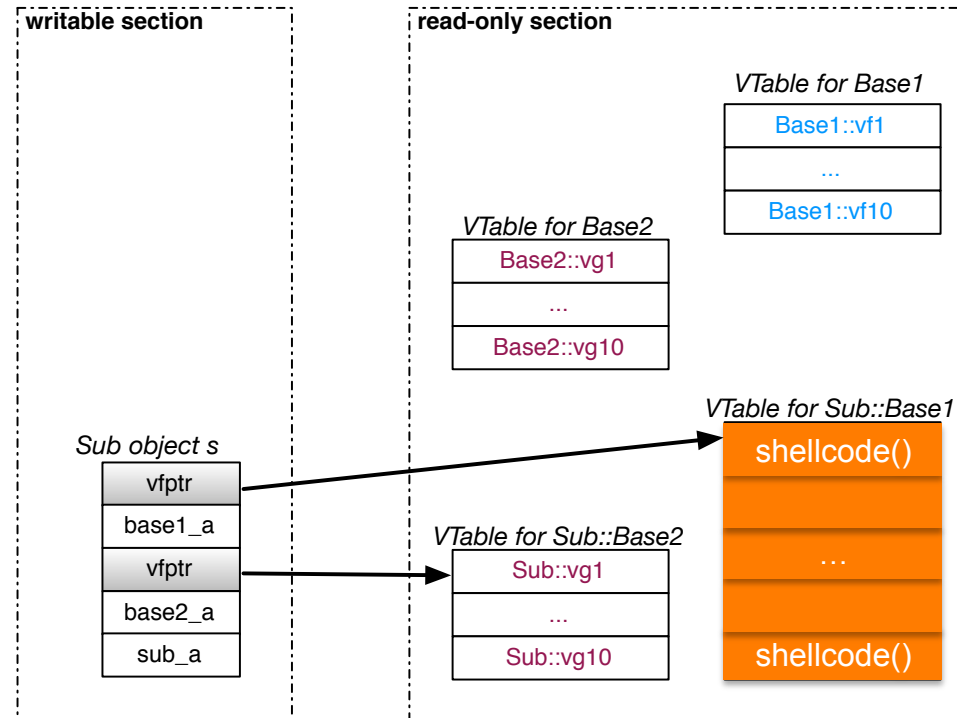 writable section
read-only section
VTable for Base1
Base1::vf1
...
Base1::vf10
VTable for Base2
Base2::vg1
...
Base2::vg10
VTable for Sub::Base1
shellcode()
...
shellcode()
Sub object s
vfptr
base1_a
vfptr
base2_a
sub_a
VTable for Sub::Base2
Sub::vg1
...
Sub::vg10